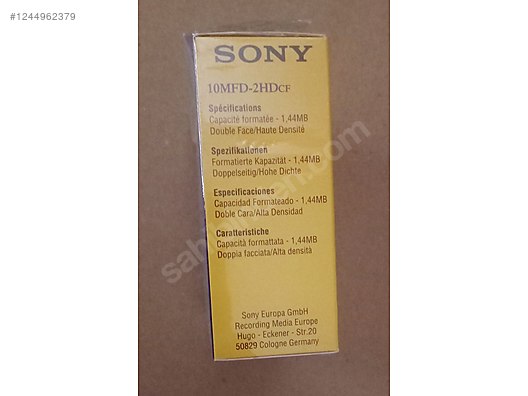 #1244962379
SONY
10MFD-2HDCF
Spécifications
Capacité formatée - 1,44MB
Double Face/Haute Densité
Spezifikationen
Formatierte Kapazität - 1,44MB
Doppelseitig/Hohe Dichte
Especificaciones
Capacidad Formateado - 1,44MB
Doble Cara/Alta Densidad
Caratteristiche
Capacità formattata - 1,44MB
Doppia facciata/Alta densità
sahibinden.com
Sony Europa GmbH
Recording Media Europe
Hugo - Eckener - Str.20
50829 Cologne Germany